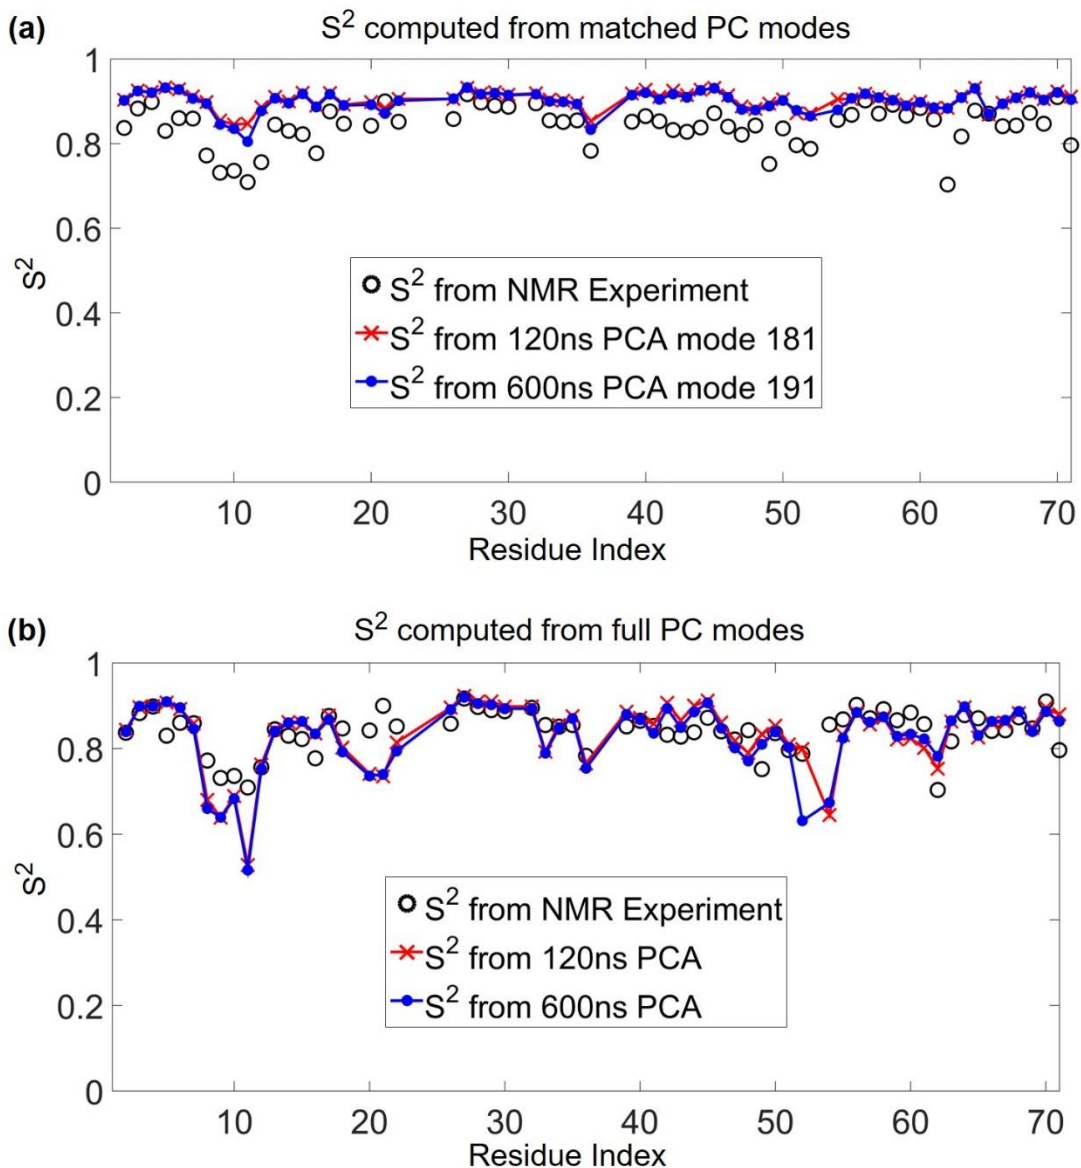 (a)
S² computed from matched PC modes
1
0.8
0.6
0.4
0.2
0
S²
S² from NMR Experiment
S² from 120ns PCA mode 181
S² from 600ns PCA mode 191
10 20 30 40 50 60 70
Residue Index
(b)
S² computed from full PC modes
1
0.8
0.6
0.4
0.2
0
S²
S² from NMR Experiment
S² from 120ns PCA
S² from 600ns PCA
10 20 30 40 50 60 70
Residue Index